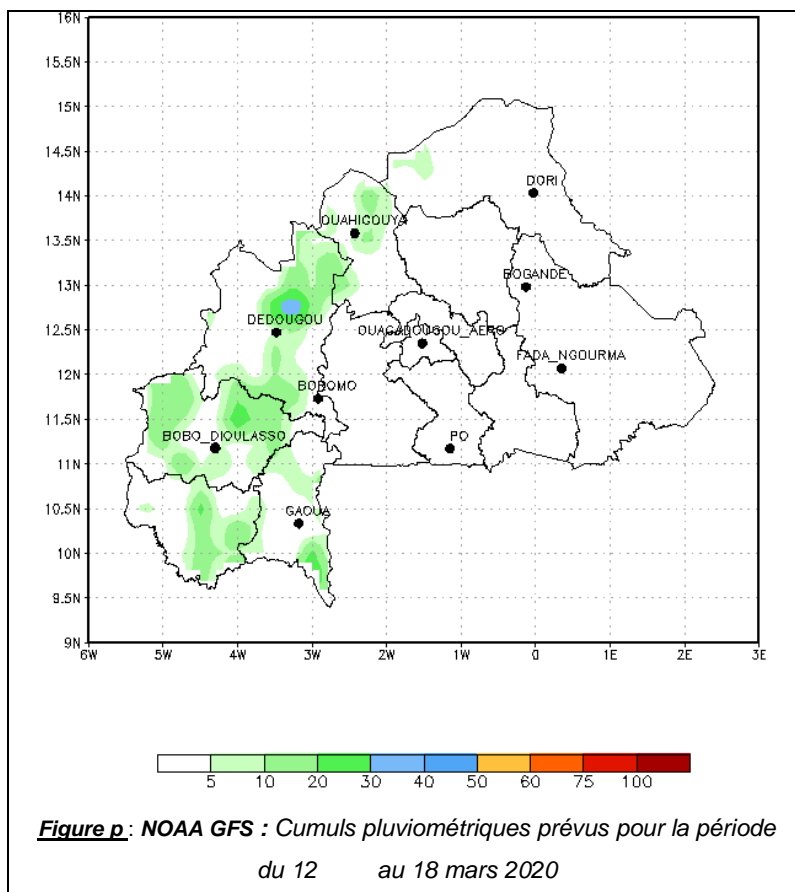 16N
15.5N
15N
14.5N
14N
13.5N
13N
12.5N
12N
11.5N
11N
10.5N
10N
9.5N
9N
DORI
OUAHIGOUYA
BOGANDE
DEDOUGOU
OUAGADOUGOU_AERO
FADA_NGOURMA
BOROMO
BOBO_DIOULASSO
PO
GAOUA
6W 5W 4W 3W 2W 1W 0 1E 2E 3E
5 10 20 30 40 50 60 75 100
Figure p : NOAA GFS : Cumuls pluviométriques prévus pour la période
du 12 au 18 mars 2020